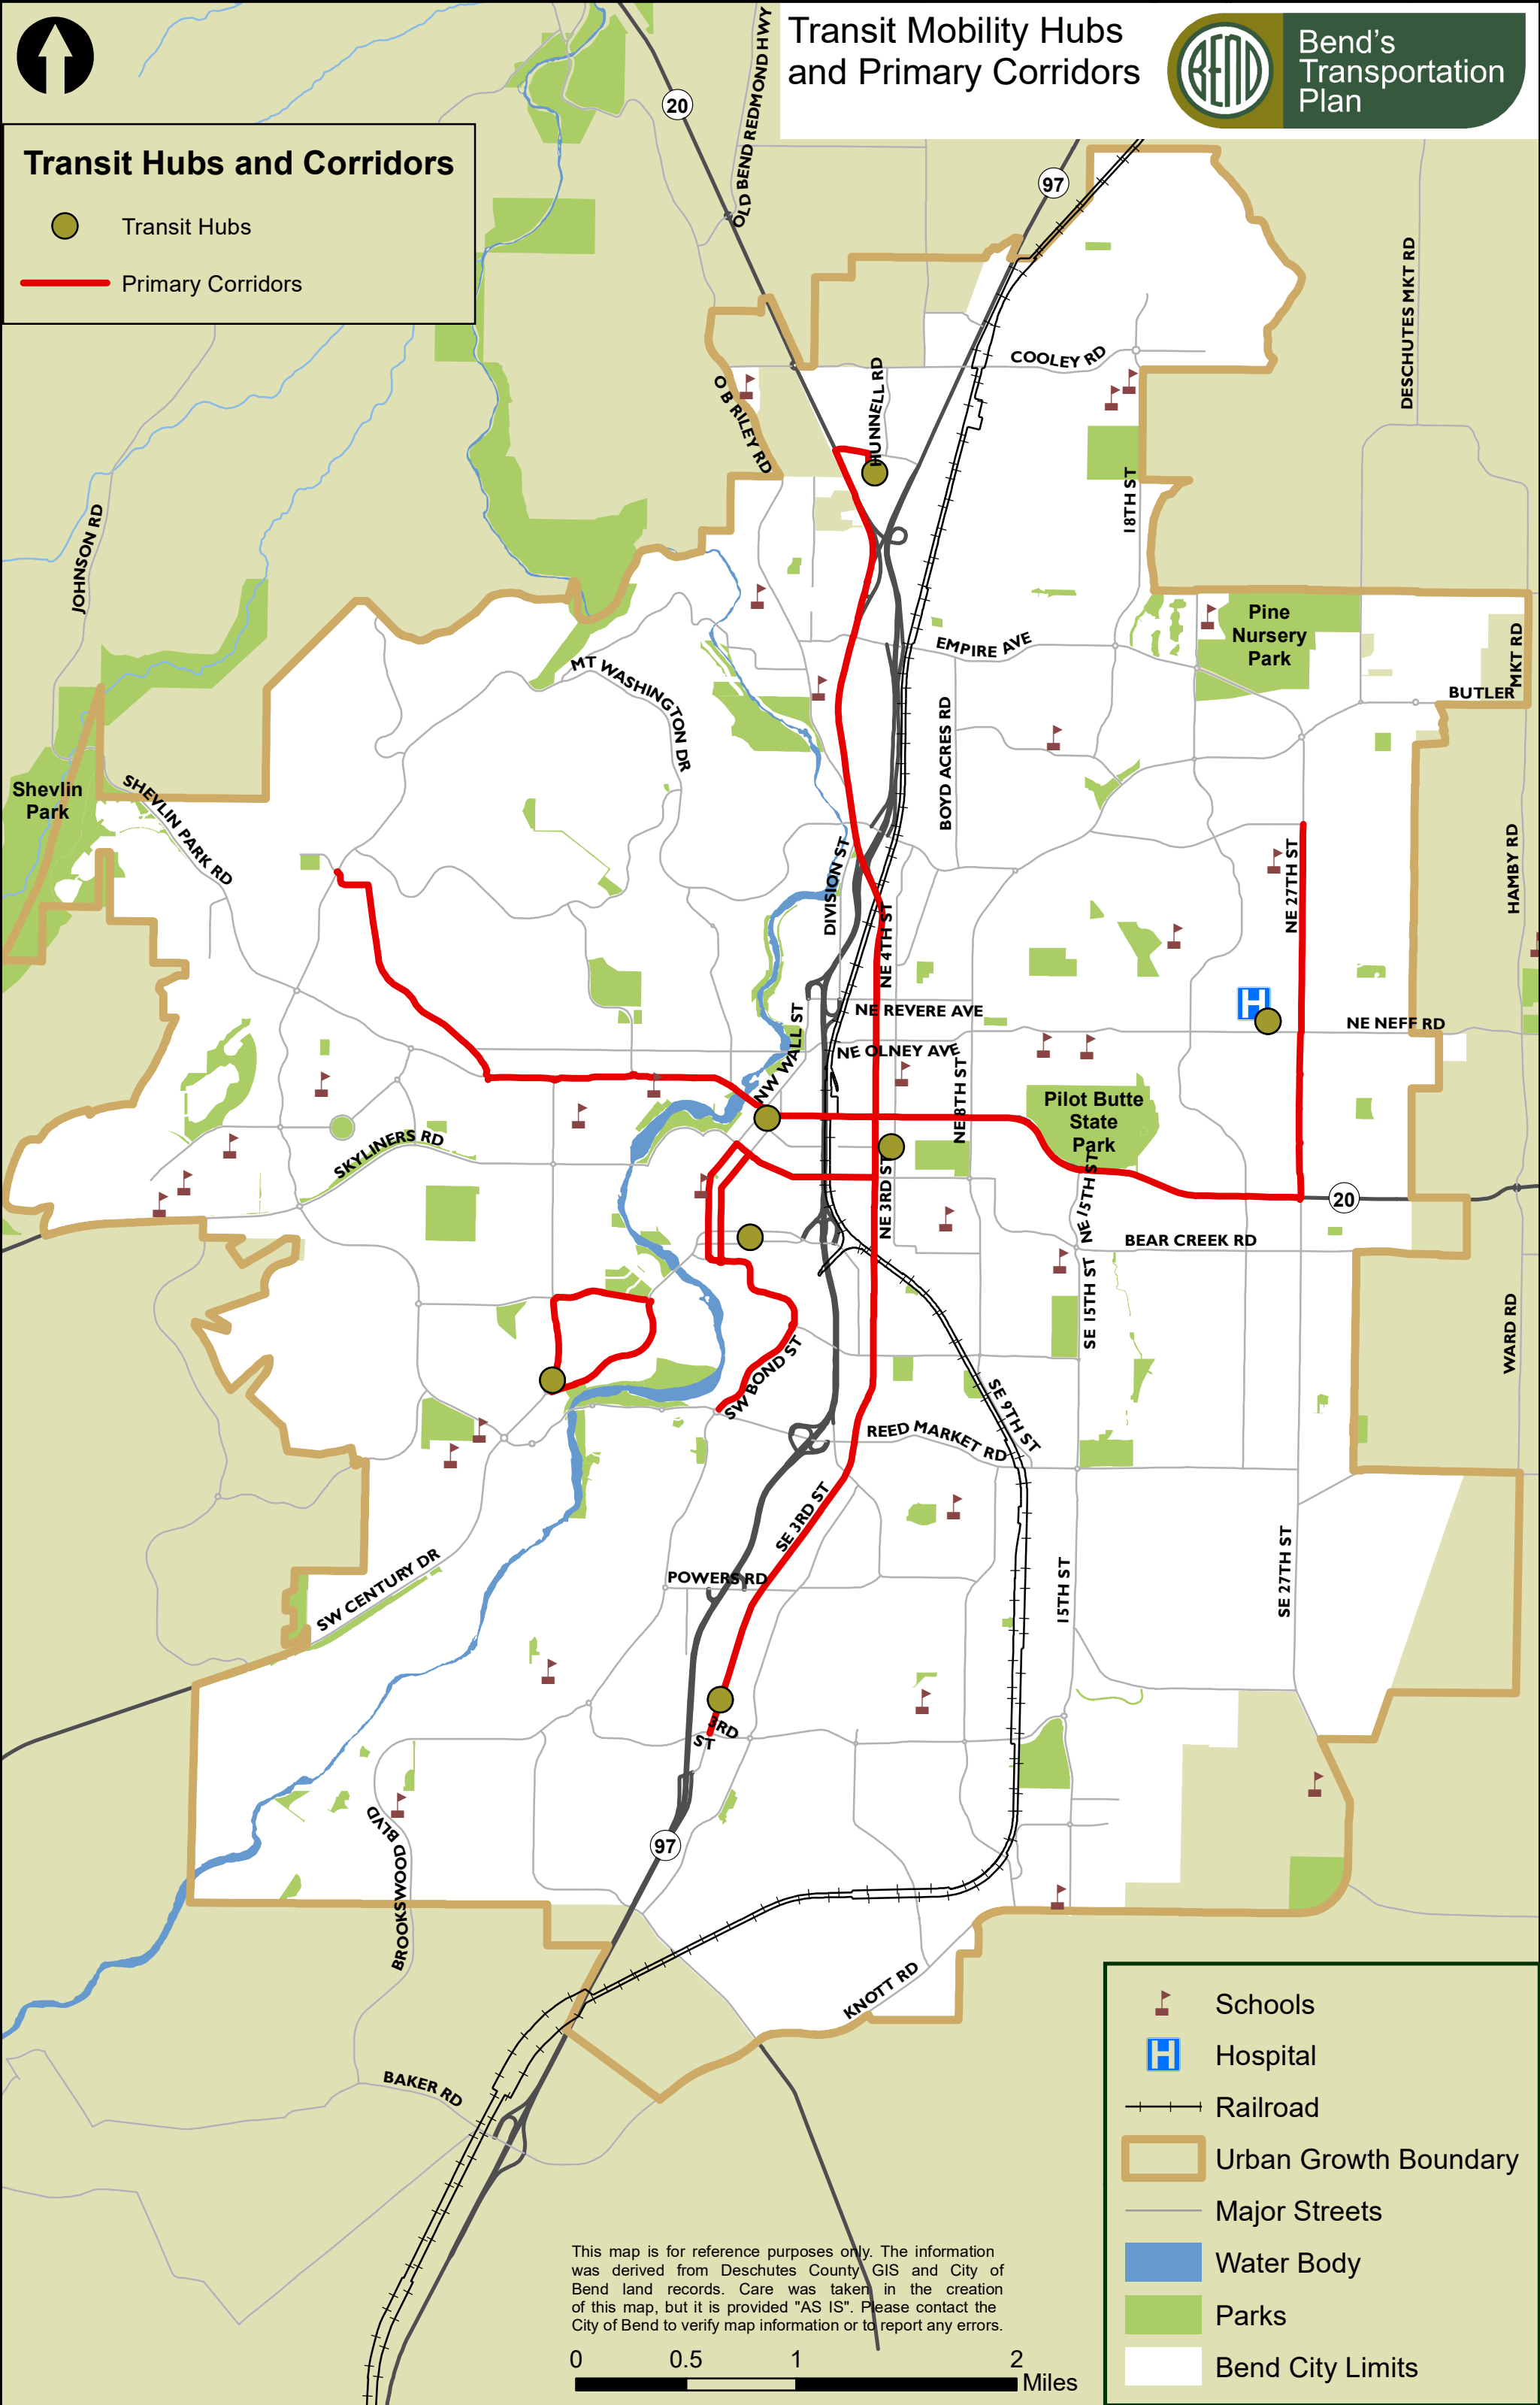 Transit Mobility Hubs
and Primary Corridors
BEND
Bend's
Transportation
Plan
Transit Hubs and Corridors
Transit Hubs
Primary Corridors
20
OLD BEND REDMOND HWY
97
DESCHUTES MKT RD
COOLEY RD
HUNNELL RD
O B RILEY RD
18TH ST
JOHNSON RD
Pine
Nursery
Park
EMPIRE AVE
MKT RD
BUTLER
MT WASHINGTON DR
BOYD ACRES RD
Shevlin
Park
SHEVLIN PARK RD
DIVISION ST
NE 27TH ST
HAMBY RD
NE 4TH ST
H
NE REVERE AVE
NE NEFF RD
NW WALL ST
NE OLNEY AVE
NE 8TH ST
Pilot Butte
State
Park
SKYLINERS RD
NE 3RD ST
NE 15TH ST
20
BEAR CREEK RD
SE 15TH ST
WARD RD
SW BOND ST
SE 9TH ST
REED MARKET RD
SE 3RD ST
POWERS RD
15TH ST
SE 27TH ST
SW CENTURY DR
3RD
ST
97
BROOKSWOOD BLVD
KNOTT RD
BAKER RD
Schools
H
Hospital
Railroad
Urban Growth Boundary
Major Streets
Water Body
Parks
Bend City Limits
This map is for reference purposes only. The information
was derived from Deschutes County GIS and City of
Bend land records. Care was taken in the creation
of this map, but it is provided "AS IS". Please contact the
City of Bend to verify map information or to report any errors.
0 0.5 1 2
Miles